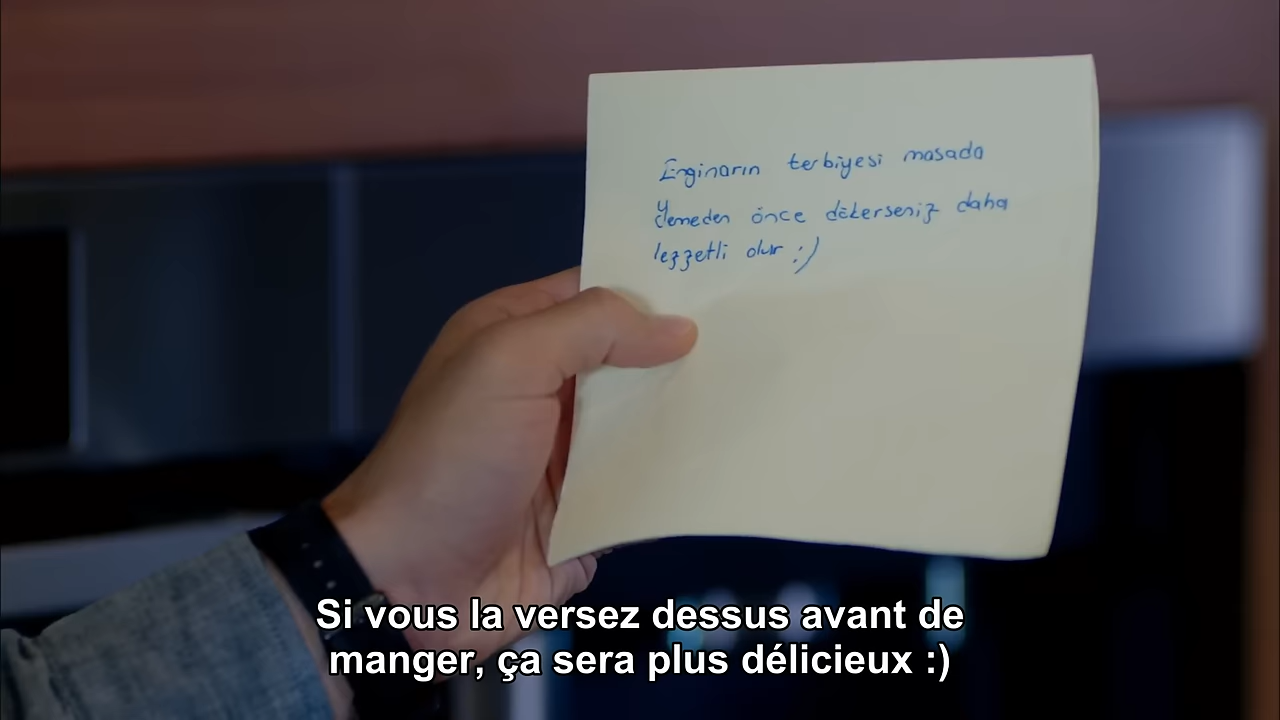 Enginarın terbiyesi masada
Yemeden önce dökerseniz daha
lezzetli olur :)
Si vous la versez dessus avant de
manger, ça sera plus délicieux :)